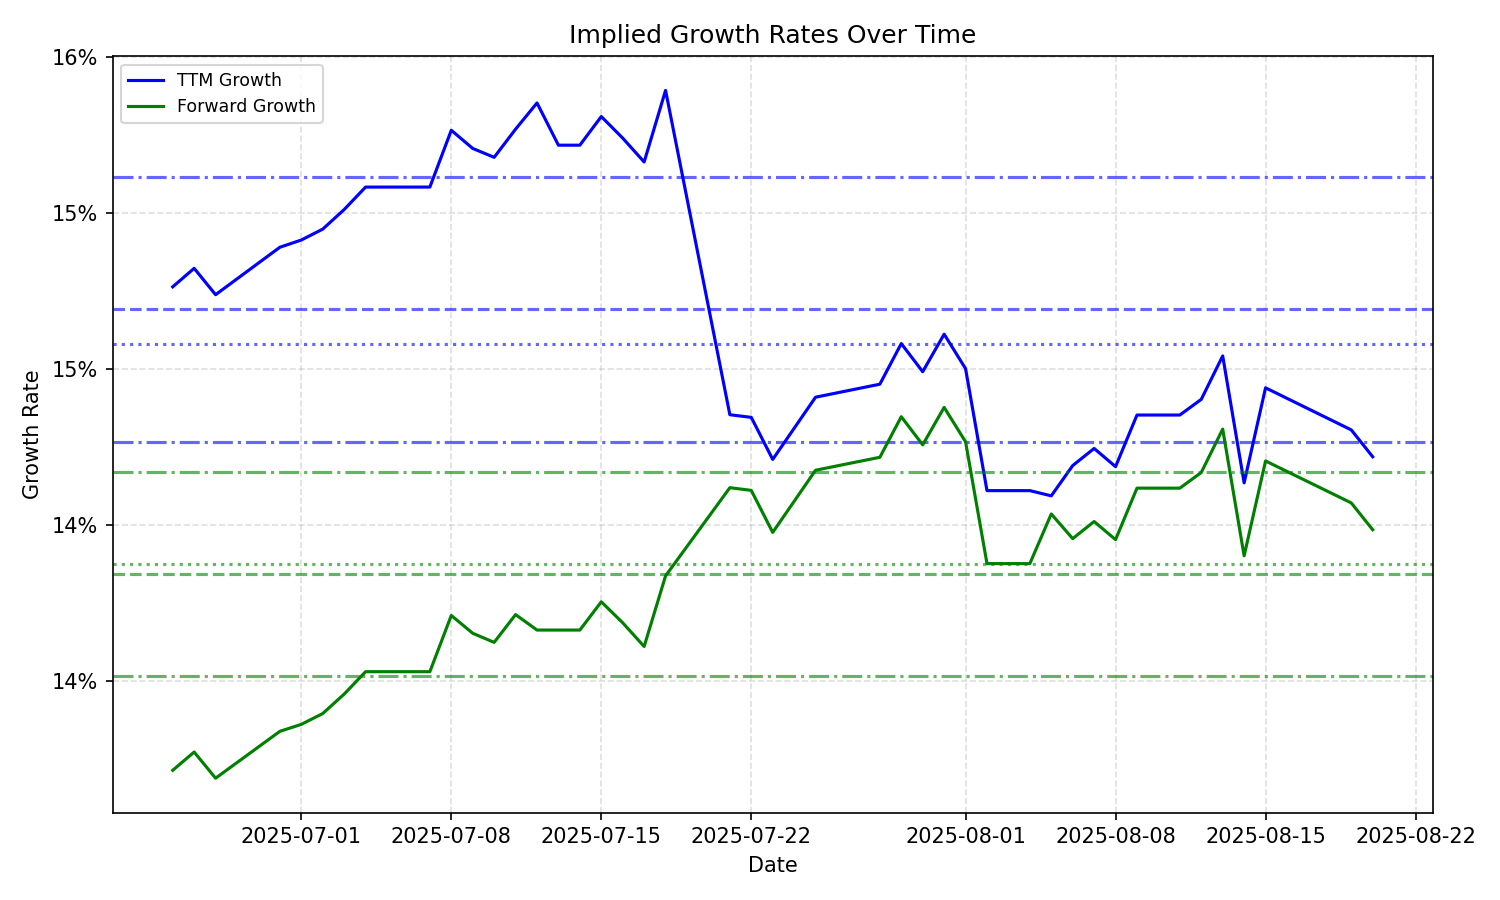 Implied Growth Rates Over Time
TTM Growth
Forward Growth
16%
15%
15%
14%
14%
Growth Rate
2025-07-01
2025-07-08
2025-07-15
2025-07-22
2025-08-01
2025-08-08
2025-08-15
2025-08-22
Date